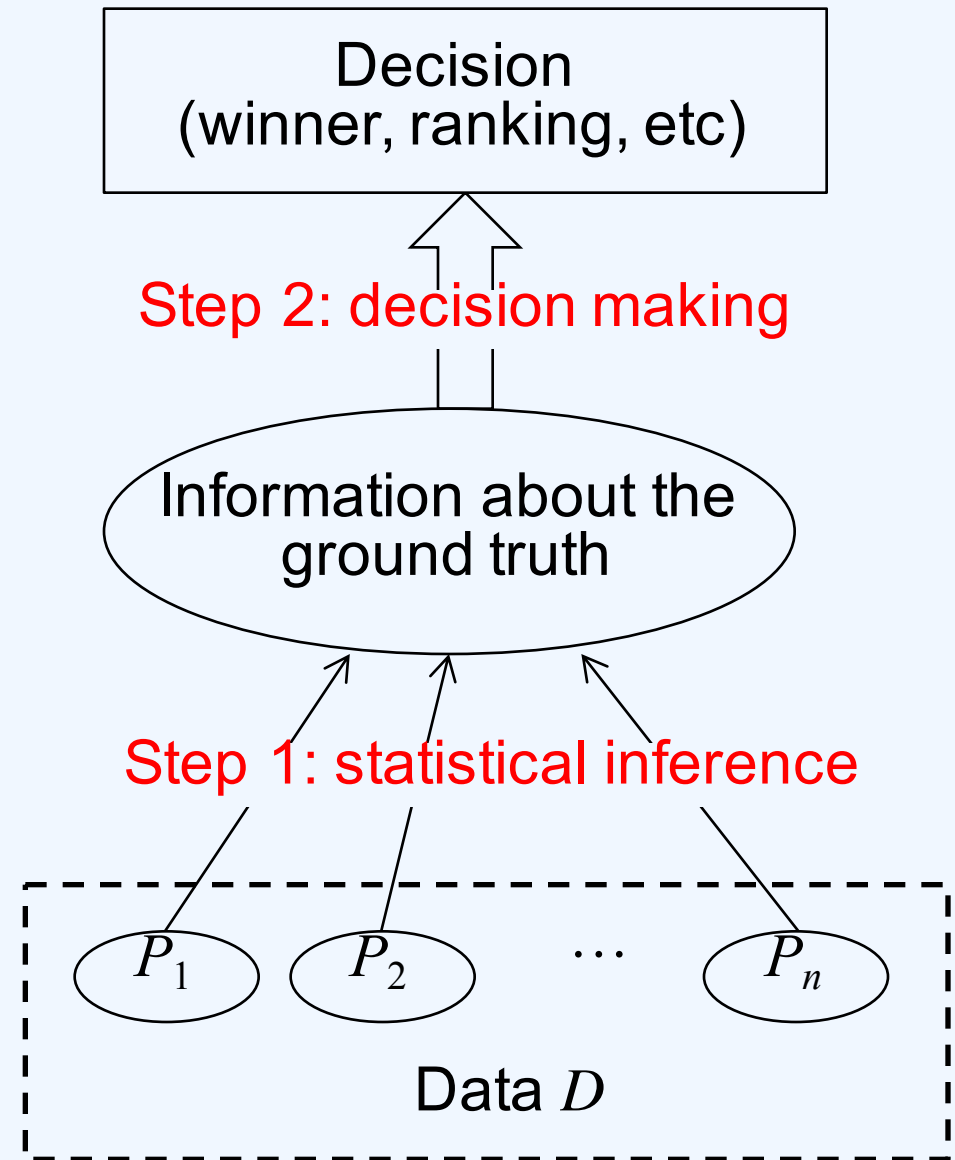 Decision
(winner, ranking, etc)
Step 2: decision making
Information about the
ground truth
Step 1: statistical inference
P₁ P₂ … Pₙ
Data D